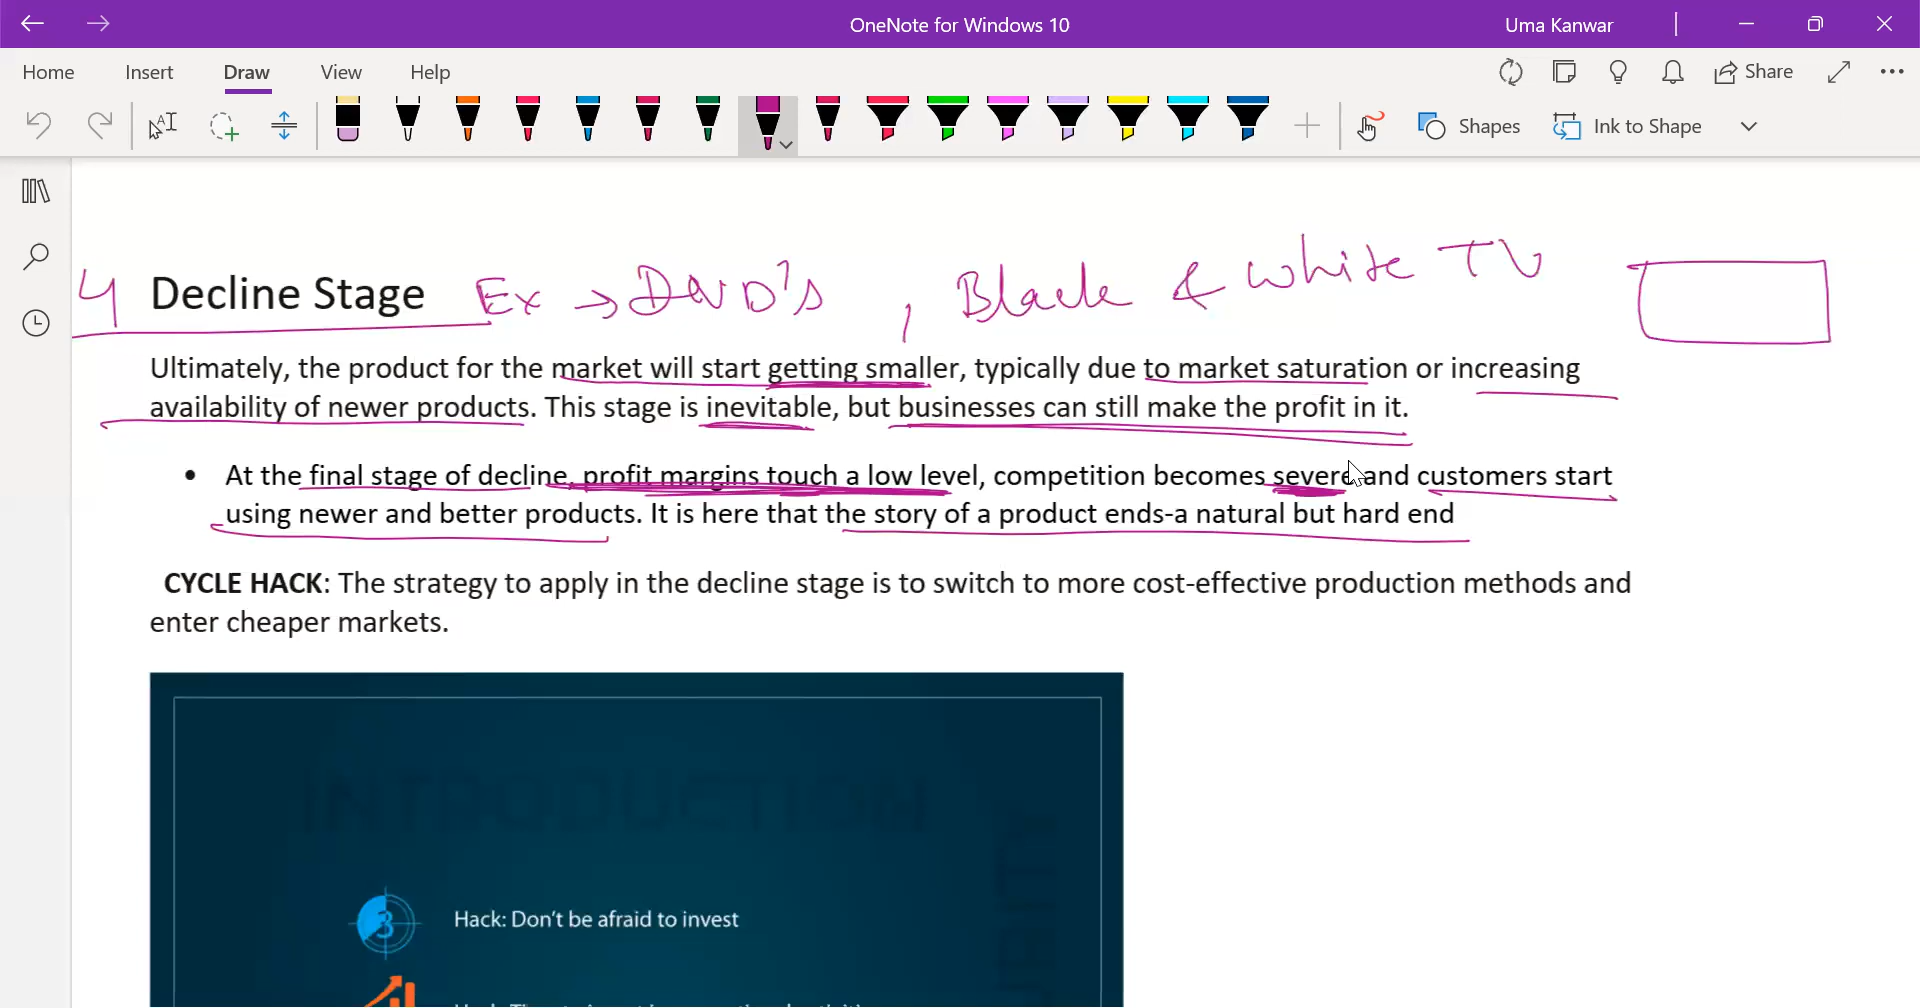 OneNote for Windows 10
Uma Kanwar
Home Insert Draw View Help
Share
Shapes
Ink to Shape
4 Decline Stage Ex → DVD's , Black & White TV
Ultimately, the product for the market will start getting smaller, typically due to market saturation or increasing
availability of newer products. This stage is inevitable, but businesses can still make the profit in it.
• At the final stage of decline, profit margins touch a low level, competition becomes severe and customers start
using newer and better products. It is here that the story of a product ends-a natural but hard end
CYCLE HACK: The strategy to apply in the decline stage is to switch to more cost-effective production methods and
enter cheaper markets.
INTRODUCTION
3
Hack: Don't be afraid to invest